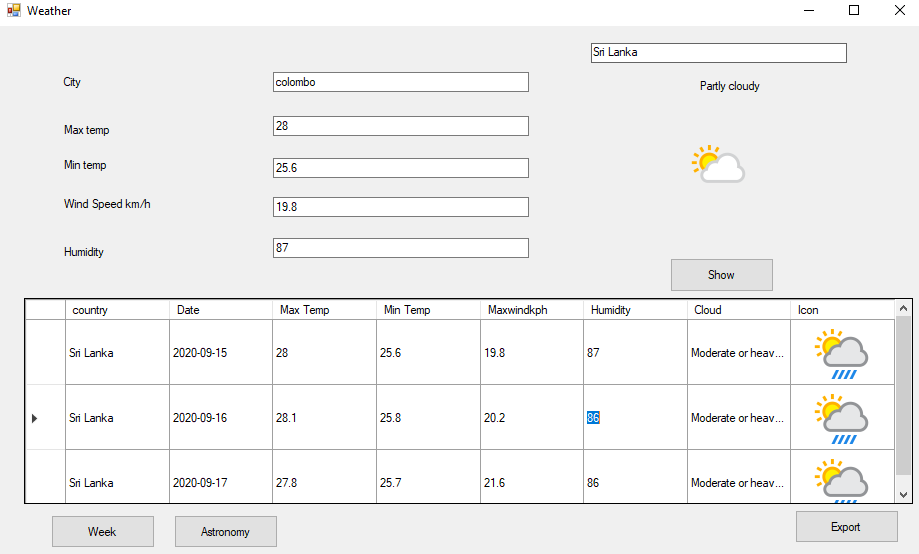 Weather
Sri Lanka
City colombo
Partly cloudy
Max temp 28
Min temp 25.6
Wind Speed km/h 19.8
Humidity 87
Show
country Date Max Temp Min Temp Maxwindkph Humidity Cloud Icon
Sri Lanka 2020-09-15 28 25.6 19.8 87 Moderate or heav...
Sri Lanka 2020-09-16 28.1 25.8 20.2 86 Moderate or heav...
Sri Lanka 2020-09-17 27.8 25.7 21.6 86 Moderate or heav...
Week Astronomy Export